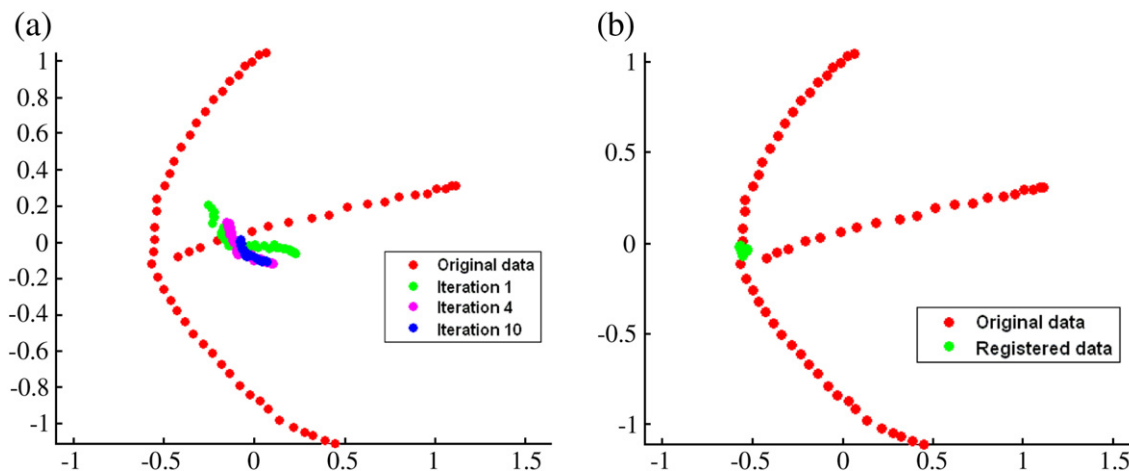 (a)
1
0.8
0.6
0.4
0.2
0
-0.2
-0.4
-0.6
-0.8
-1
-1 -0.5 0 0.5 1 1.5
Original data
Iteration 1
Iteration 4
Iteration 10
(b)
1
0.5
0
-0.5
-1
-1 -0.5 0 0.5 1 1.5
Original data
Registered data